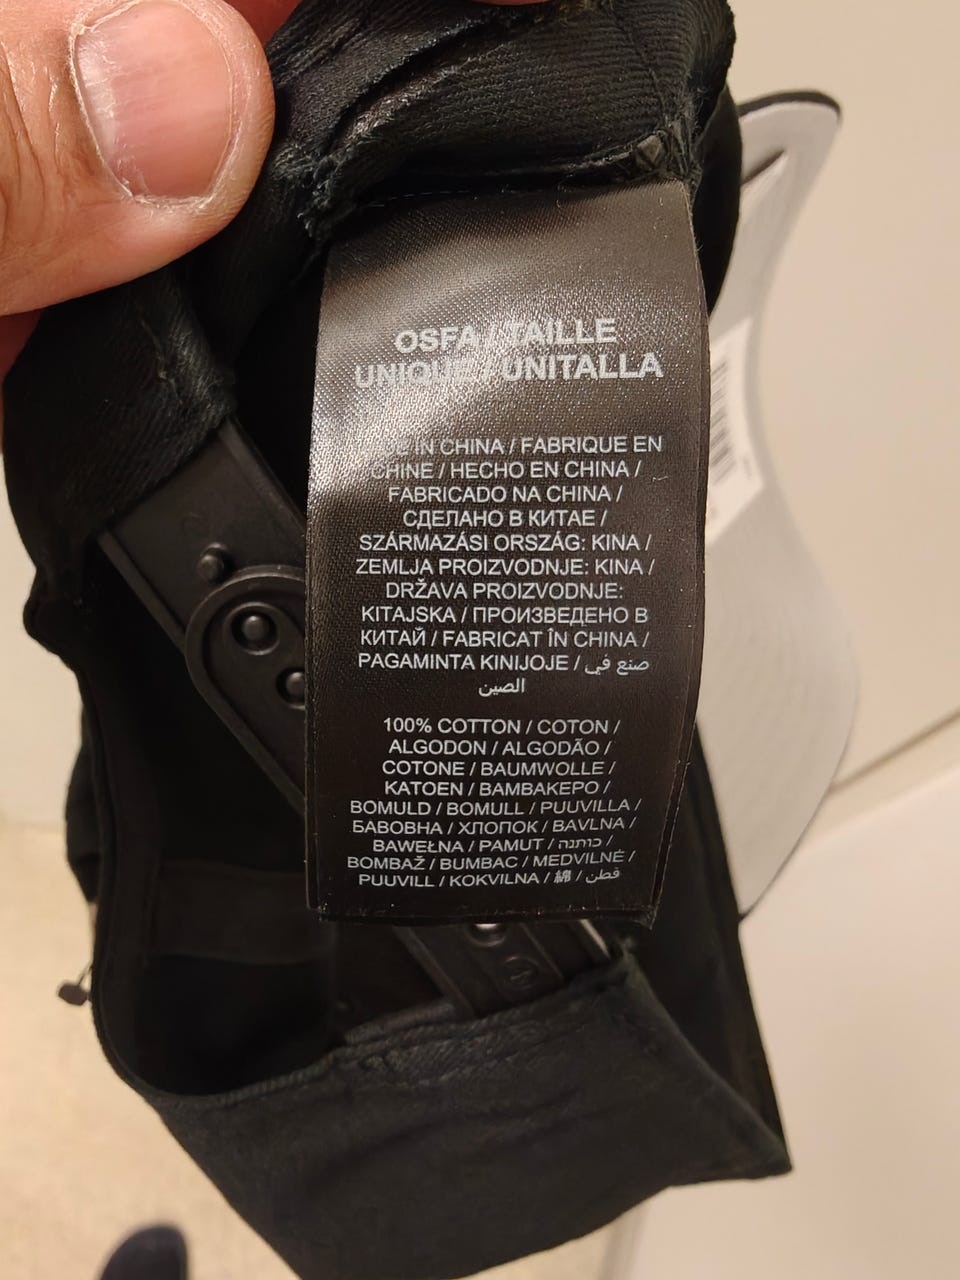 OSFA / TAILLE
UNIQUE / UNITALLA
IN CHINA / FABRIQUE EN
CHINE / HECHO EN CHINA /
FABRICADO NA CHINA /
СДЕЛАНО В КИТАЕ /
SZÁRMAZÁSI ORSZÁG: KINA /
ZEMLJA PROIZVODNJE: KINA /
DRŽAVA PROIZVODNJE:
KITAJSKA / ПРОИЗВЕДЕНО В
КИТАЙ / FABRICAT ÎN CHINA /
PAGAMINTA KINIJOJE / صنع في
الصين
100% COTTON / COTON /
ALGODON / ALGODÃO /
COTONE / BAUMWOLLE /
KATOEN / ΒΑΜΒΑΚΕΡΟ /
BOMULD / BOMULL / PUUVILLA /
БАВОВНА / ХЛОПОК / BAVLNA /
BAWEŁNA / PAMUT / כותנה /
BOMBAŽ / BUMBAC / MEDVILNĖ /
PUUVILL / KOKVILNA / 綿 / قطن